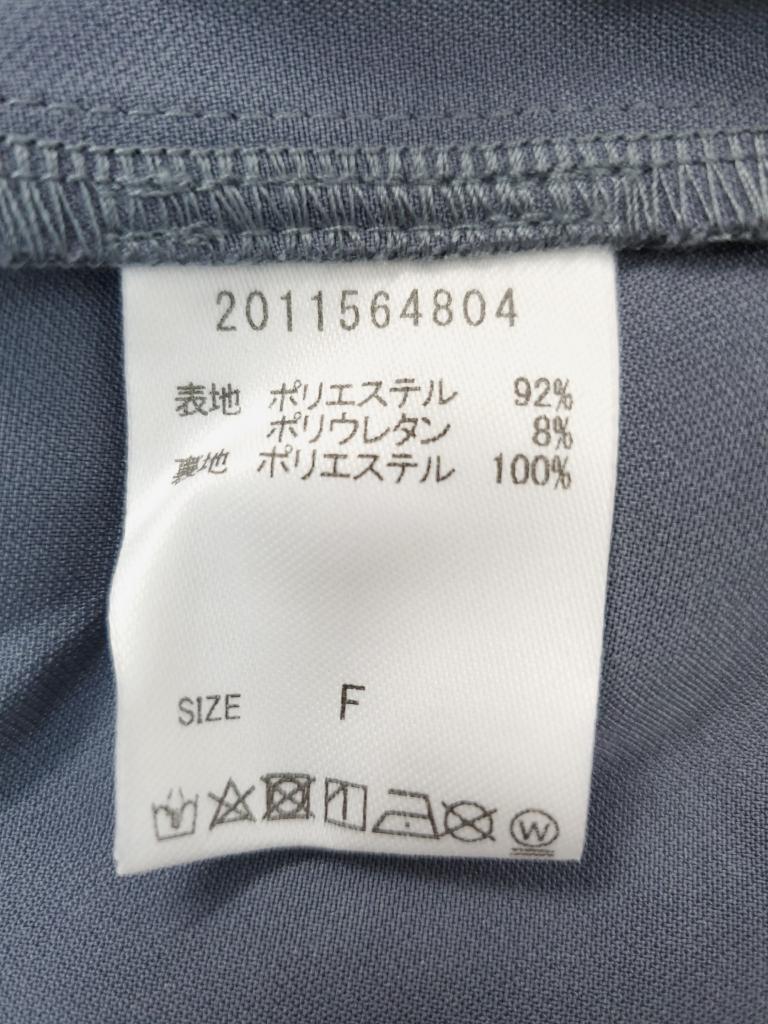 2011564804
表地 ポリエステル 92%
ポリウレタン 8%
裏地 ポリエステル 100%
SIZE F
W